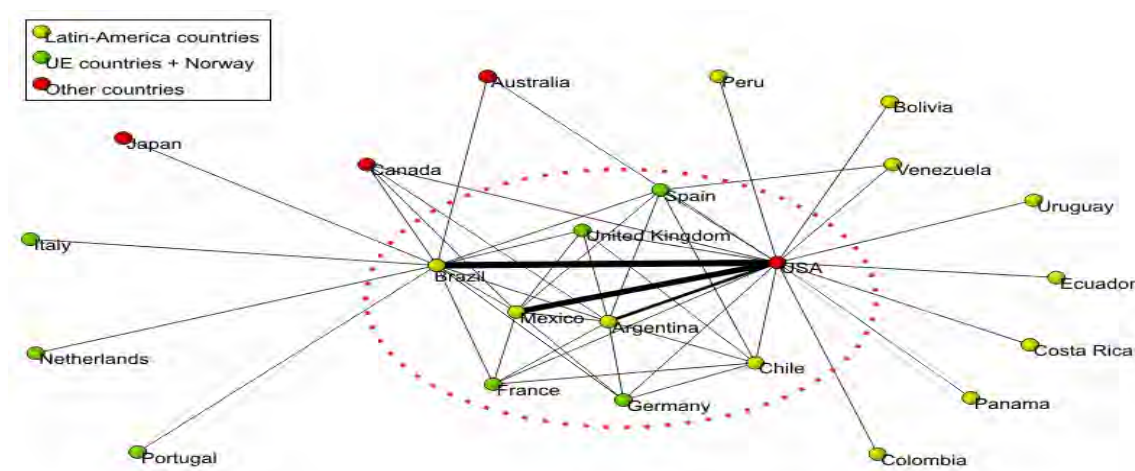 Latin-America countries
UE countries + Norway
Other countries
Australia
Peru
Bolivia
Japan
Canada
Venezuela
Spain
Uruguay
Italy
United Kingdom
Brazil
USA
Ecuador
Mexico
Argentina
Netherlands
Costa Rica
Chile
France
Germany
Panama
Portugal
Colombia